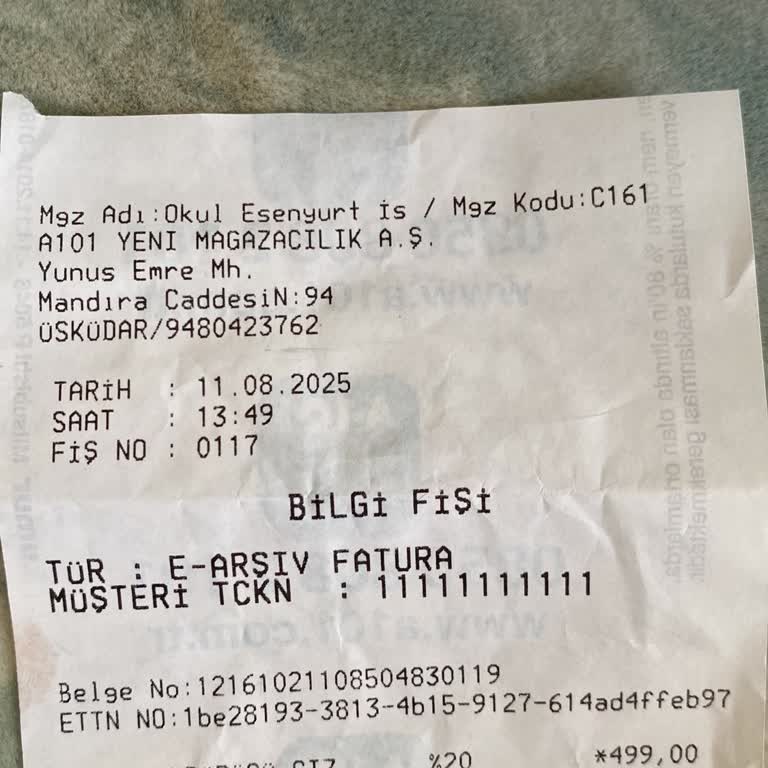 Mgz Adı:Okul Esenyurt İs / Mgz Kodu:C161
A101 YENI MAGAZACILIK A.Ş.
Yunus Emre Mh.
Mandıra CaddesiN:94
ÜSKÜDAR/9480423762
TARİH : 11.08.2025
SAAT : 13:49
FİŞ NO : 0117
BİLGİ FİŞİ
TÜR : E-ARŞIV FATURA
MÜŞTERİ TCKN : 11111111111
Belge No:12161021108504830119
ETTN NO:1be28193-3813-4b15-9127-614ad4ffeb97
%20 *499,00